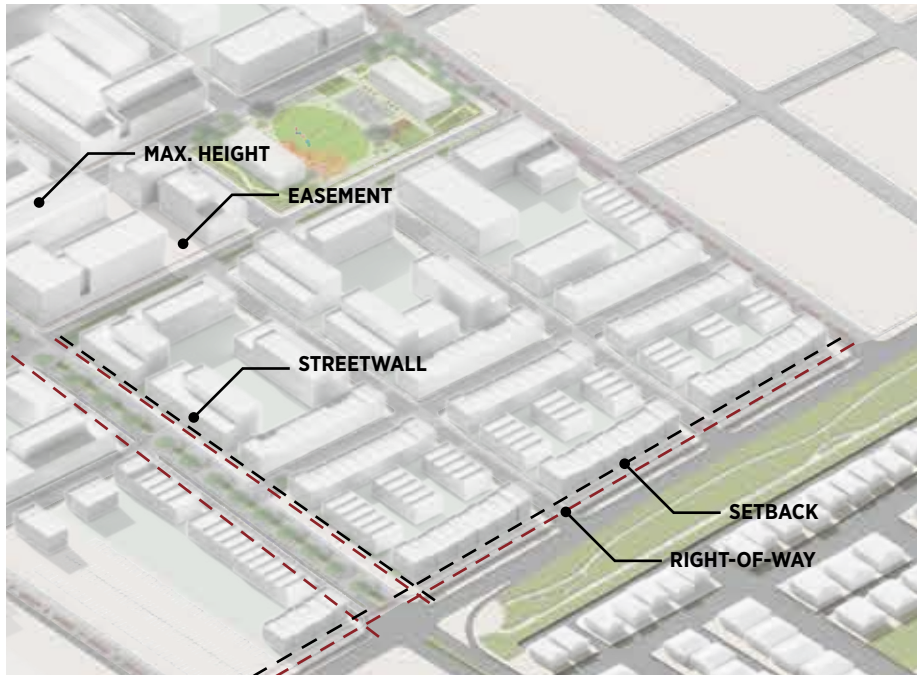 MAX. HEIGHT
EASEMENT
STREETWALL
SETBACK
RIGHT-OF-WAY